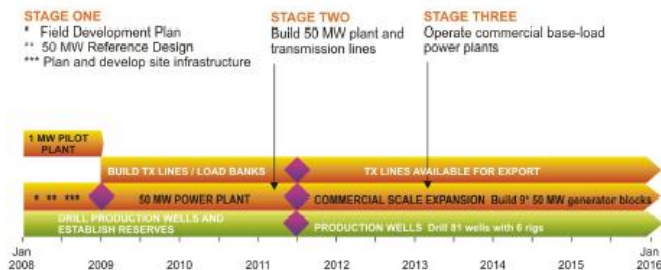 STAGE ONE
* Field Development Plan
** 50 MW Reference Design
*** Plan and develop site infrastructure
STAGE TWO
Build 50 MW plant and
transmission lines
STAGE THREE
Operate commercial base-load
power plants
1 MW PILOT
PLANT
BUILD TX LINES / LOAD BANKS
TX LINES AVAILABLE FOR EXPORT
* ** ***
50 MW POWER PLANT
COMMERCIAL SCALE EXPANSION Build 9* 50 MW generator blocks
DRILL PRODUCTION WELLS AND
ESTABLISH RESERVES
PRODUCTION WELLS Drill 81 wells with 6 rigs
Jan
2008
2009
2010
2011
2012
2013
2014
2015
Jan
2016